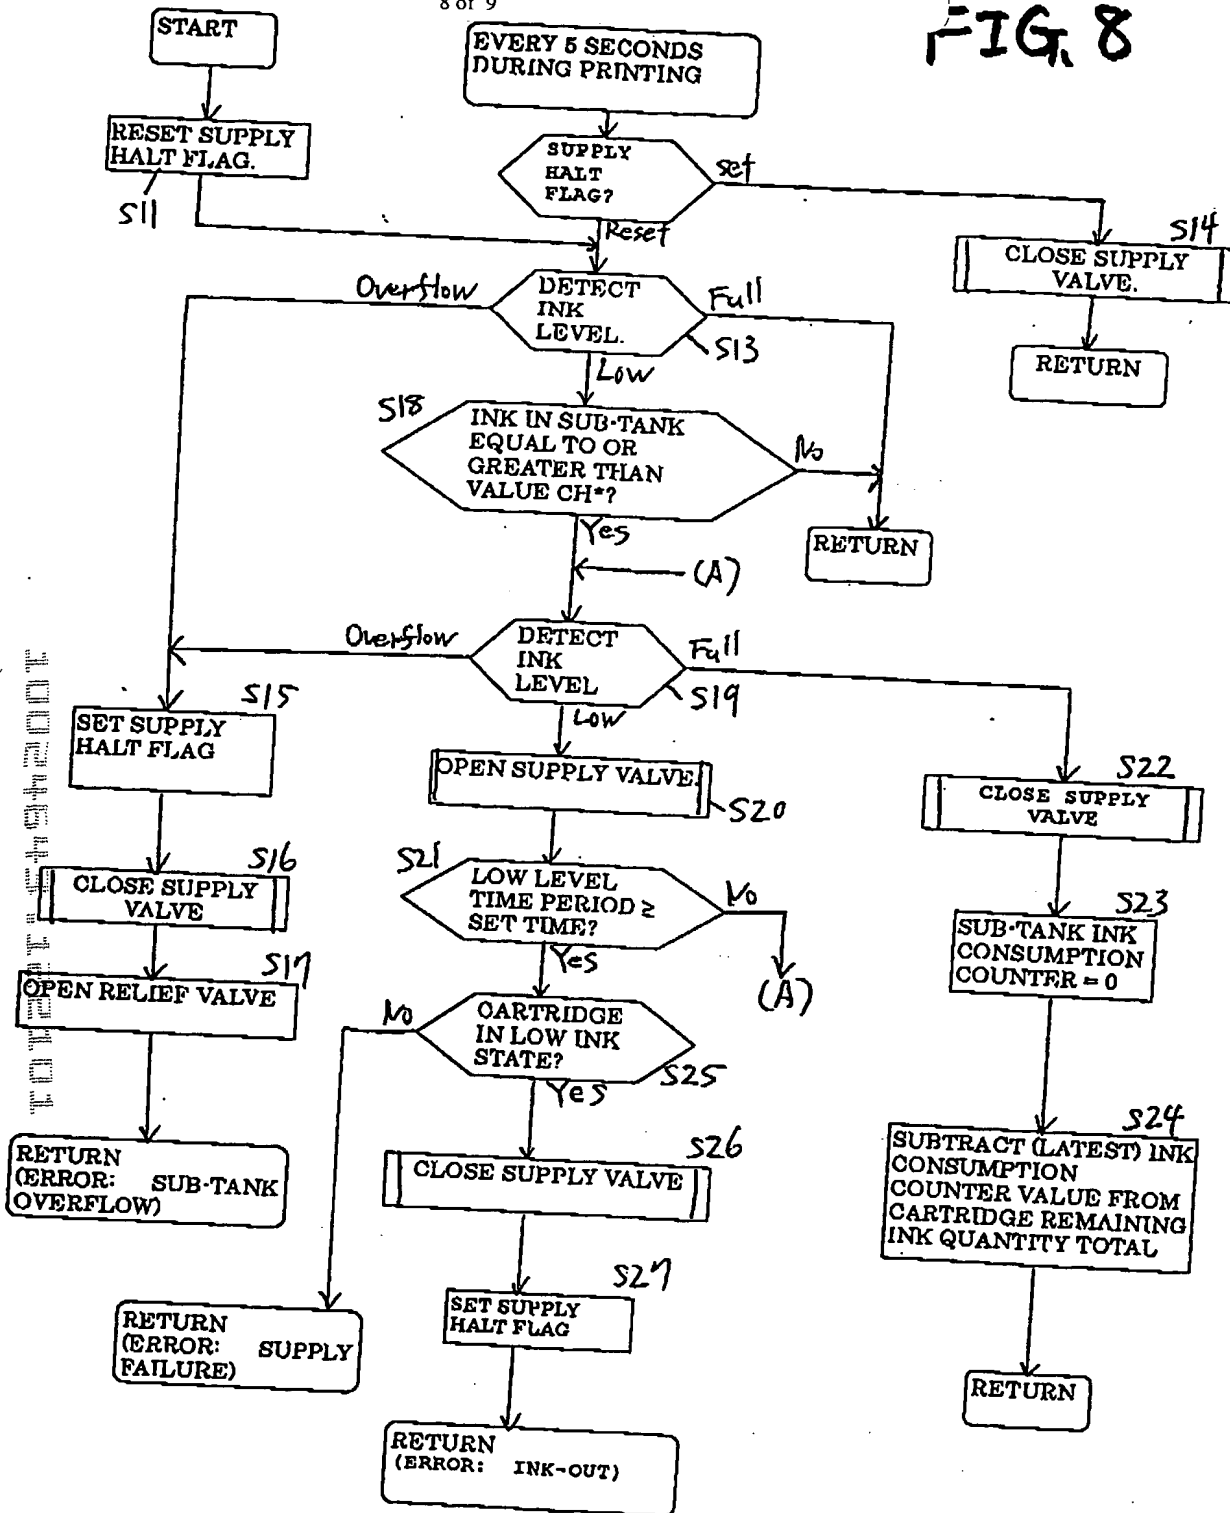 8 of 9
FIG. 8
START
EVERY 5 SECONDS
DURING PRINTING
RESET SUPPLY
HALT FLAG.
S11
SUPPLY
HALT
FLAG?
set
Reset
S14
CLOSE SUPPLY
VALVE.
RETURN
Overflow
DETECT
INK
LEVEL.
Full
S13
Low
S18
INK IN SUB-TANK
EQUAL TO OR
GREATER THAN
VALUE CH*?
No
Yes
RETURN
(A)
Overflow
DETECT
INK
LEVEL
Full
S19
Low
S15
SET SUPPLY
HALT FLAG
OPEN SUPPLY VALVE.
S20
S22
CLOSE SUPPLY
VALVE
S16
CLOSE SUPPLY
VALVE
S21
LOW LEVEL
TIME PERIOD ≥
SET TIME?
No
Yes
(A)
S23
SUB-TANK INK
CONSUMPTION
COUNTER = 0
S17
OPEN RELIEF VALVE
No
CARTRIDGE
IN LOW INK
STATE?
S25
Yes
S24
SUBTRACT (LATEST) INK
CONSUMPTION
COUNTER VALUE FROM
CARTRIDGE REMAINING
INK QUANTITY TOTAL
RETURN
(ERROR: SUB-TANK
OVERFLOW)
S26
CLOSE SUPPLY VALVE
S27
SET SUPPLY
HALT FLAG
RETURN
(ERROR: SUPPLY
FAILURE)
RETURN
RETURN
(ERROR: INK-OUT)